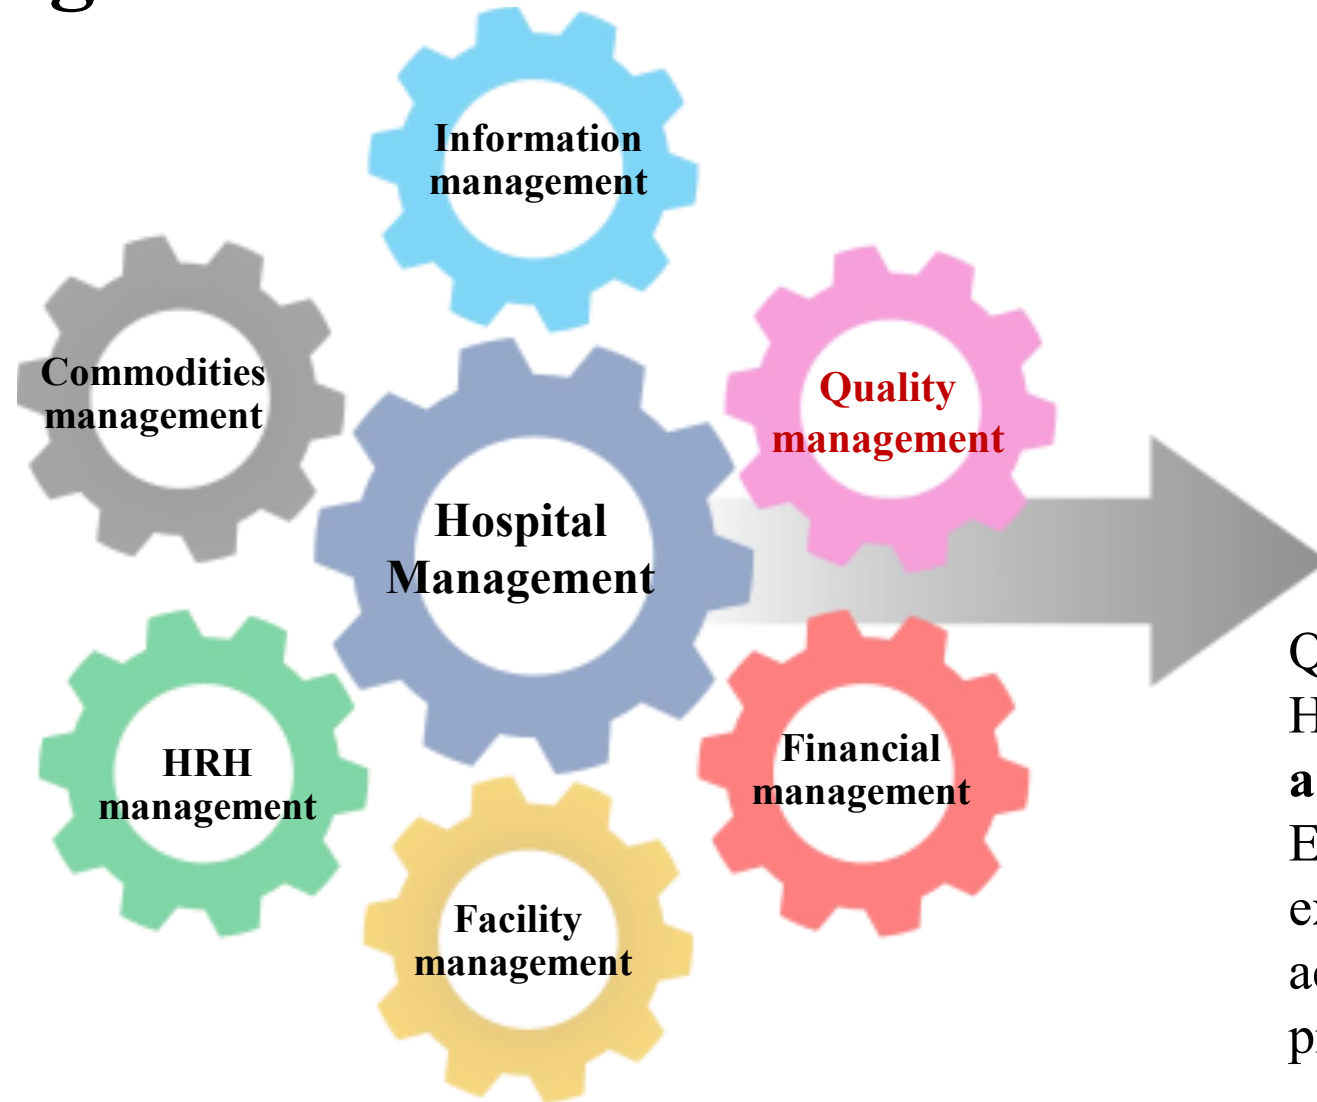 Information
management
Commodities
management
Quality
management
Hospital
Management
HRH
management
Financial
management
Facility
management